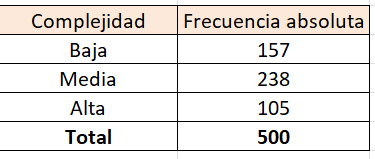 Complejidad Frecuencia absoluta
Baja 157
Media 238
Alta 105
Total 500